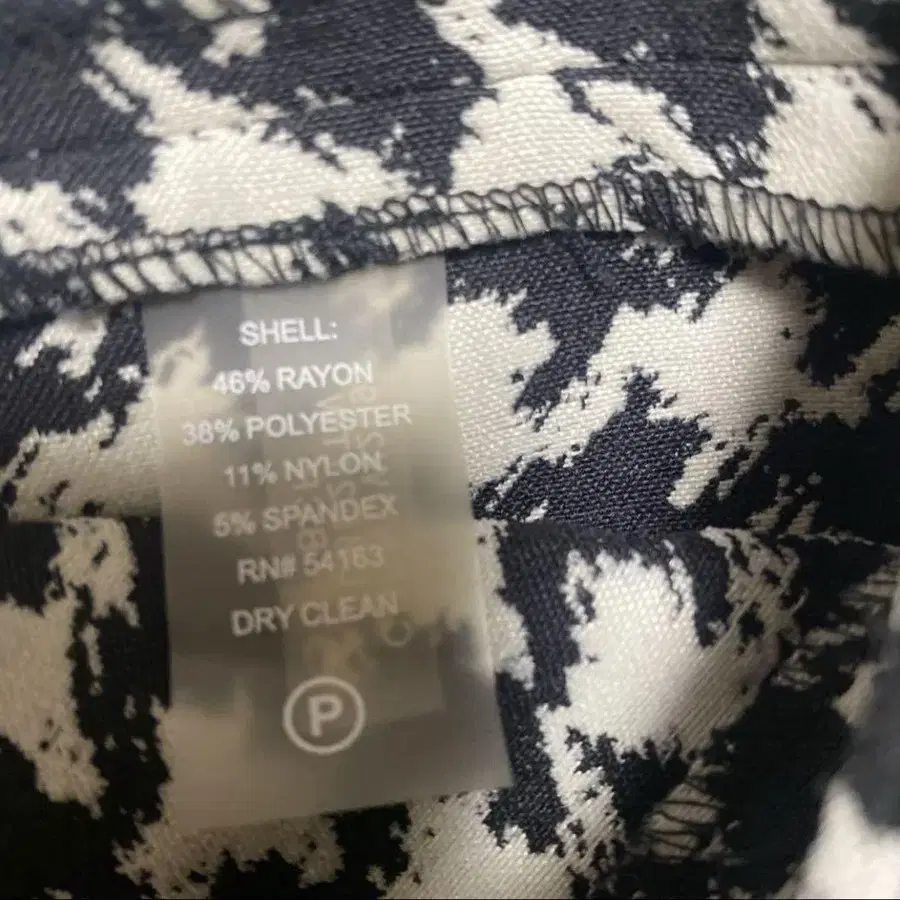 SHELL:
46% RAYON
38% POLYESTER
11% NYLON
5% SPANDEX
RN# 54163
DRY CLEAN
P